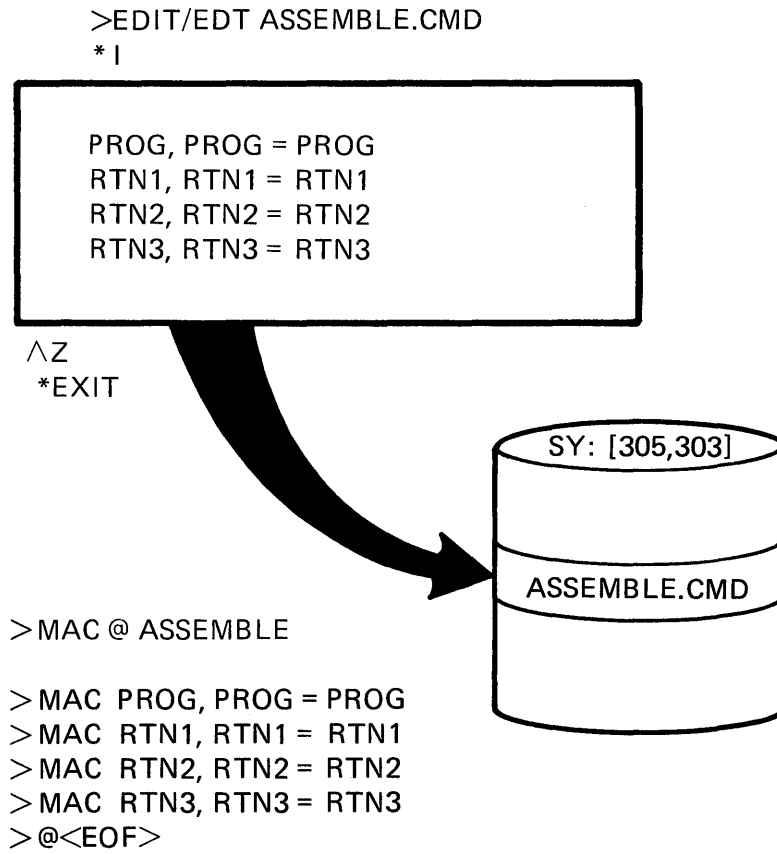 >EDIT/EDT ASSEMBLE.CMD
* I
PROG, PROG = PROG
RTN1, RTN1 = RTN1
RTN2, RTN2 = RTN2
RTN3, RTN3 = RTN3
^Z
*EXIT
SY: [305,303]
ASSEMBLE.CMD
>MAC @ ASSEMBLE
>MAC PROG, PROG = PROG
>MAC RTN1, RTN1 = RTN1
>MAC RTN2, RTN2 = RTN2
>MAC RTN3, RTN3 = RTN3
>@<EOF>